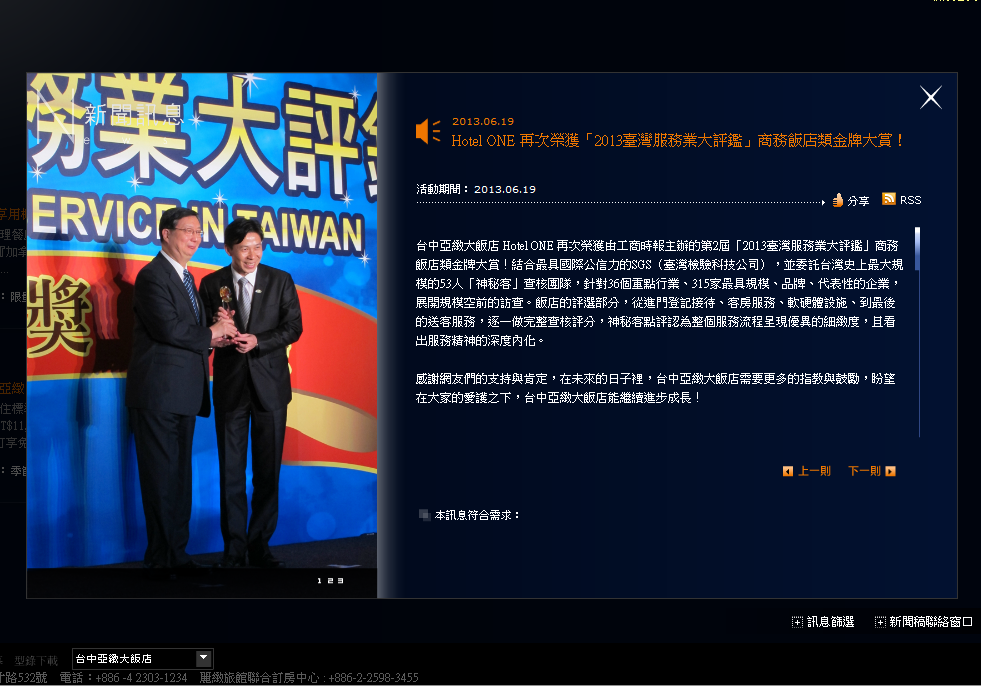 務業大評鑑
新聞訊息
SERVICE IN TAIWAN
獎
1 2 3
2013.06.19
Hotel ONE 再次榮獲「2013臺灣服務業大評鑑」商務飯店類金牌大賞！
活動期間： 2013.06.19
分享 RSS
台中亞緻大飯店 Hotel ONE 再次榮獲由工商時報主辦的第2屆「2013臺灣服務業大評鑑」商務
飯店類金牌大賞！結合最具國際公信力的SGS（臺灣檢驗科技公司），並委託台灣史上最大規
模的53人「神秘客」查核團隊，針對36個重點行業、315家最具規模、品牌、代表性的企業，
展開規模空前的訪查。飯店的評選部分，從進門登記接待、客房服務、軟硬體設施、到最後
的送客服務，逐一做完整查核評分，神秘客點評認為整個服務流程呈現優異的細緻度，且看
出服務精神的深度內化。
感謝網友們的支持與肯定，在未來的日子裡，台中亞緻大飯店需要更多的指教與鼓勵，盼望
在大家的愛護之下，台中亞緻大飯店能繼續進步成長！
上一則 下一則
本訊息符合需求：
訊息篩選 新聞稿聯絡窗口
型錄下載 台中亞緻大飯店
路532號 電話：+886 -4 2303-1234 麗緻旅館聯合訂房中心 : +886-2-2598-3455